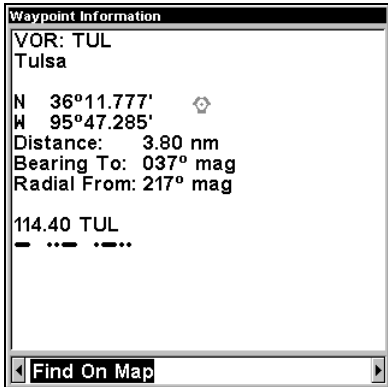 Waypoint Information
VOR: TUL
Tulsa
N 36º11.777'
W 95º47.285'
Distance: 3.80 nm
Bearing To: 037º mag
Radial From: 217º mag
114.40 TUL
Find On Map